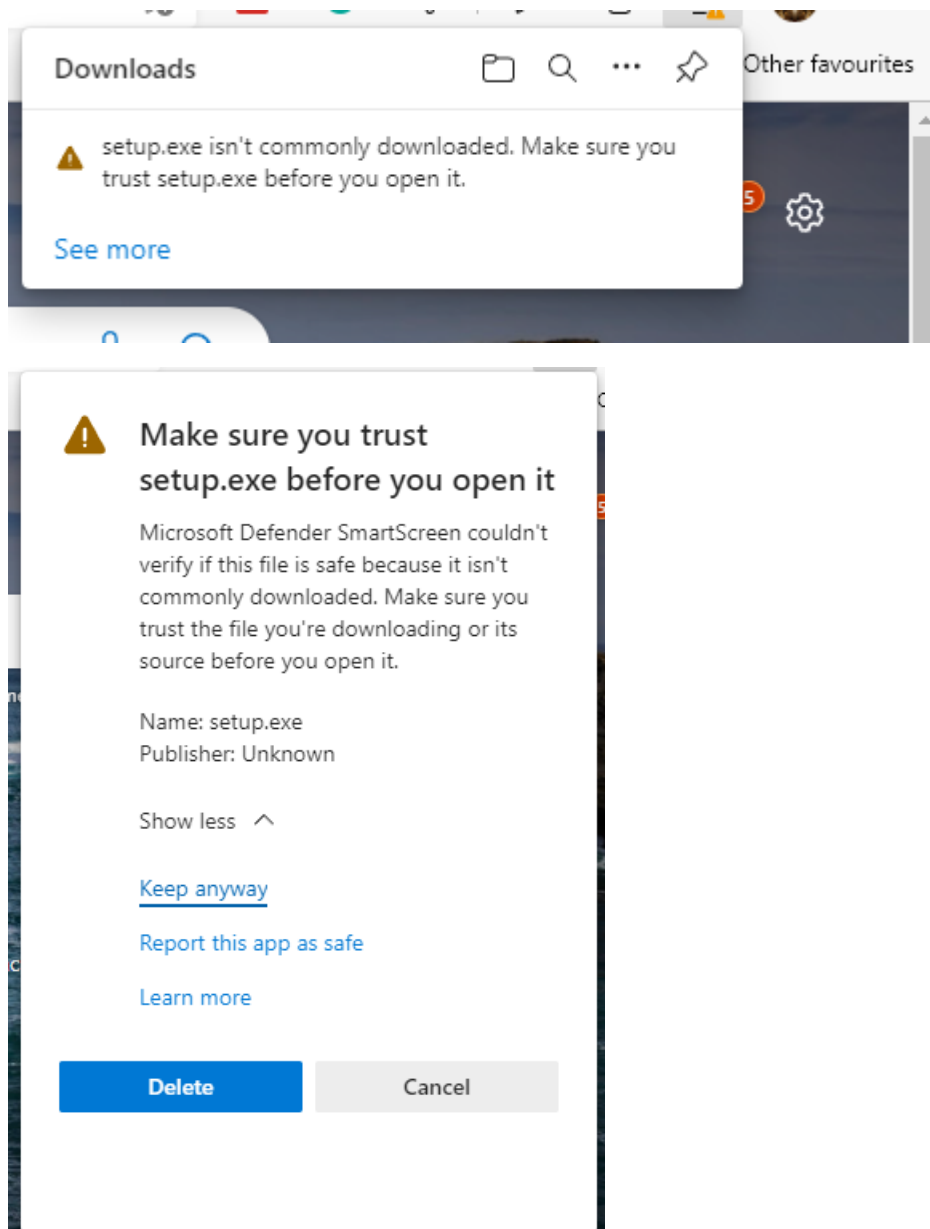 Downloads
Other favourites
setup.exe isn't commonly downloaded. Make sure you
trust setup.exe before you open it.
5
See more
Make sure you trust
setup.exe before you open it
Microsoft Defender SmartScreen couldn't
verify if this file is safe because it isn't
commonly downloaded. Make sure you
trust the file you're downloading or its
source before you open it.
Name: setup.exe
Publisher: Unknown
Show less
Keep anyway
Report this app as safe
Learn more
Delete
Cancel